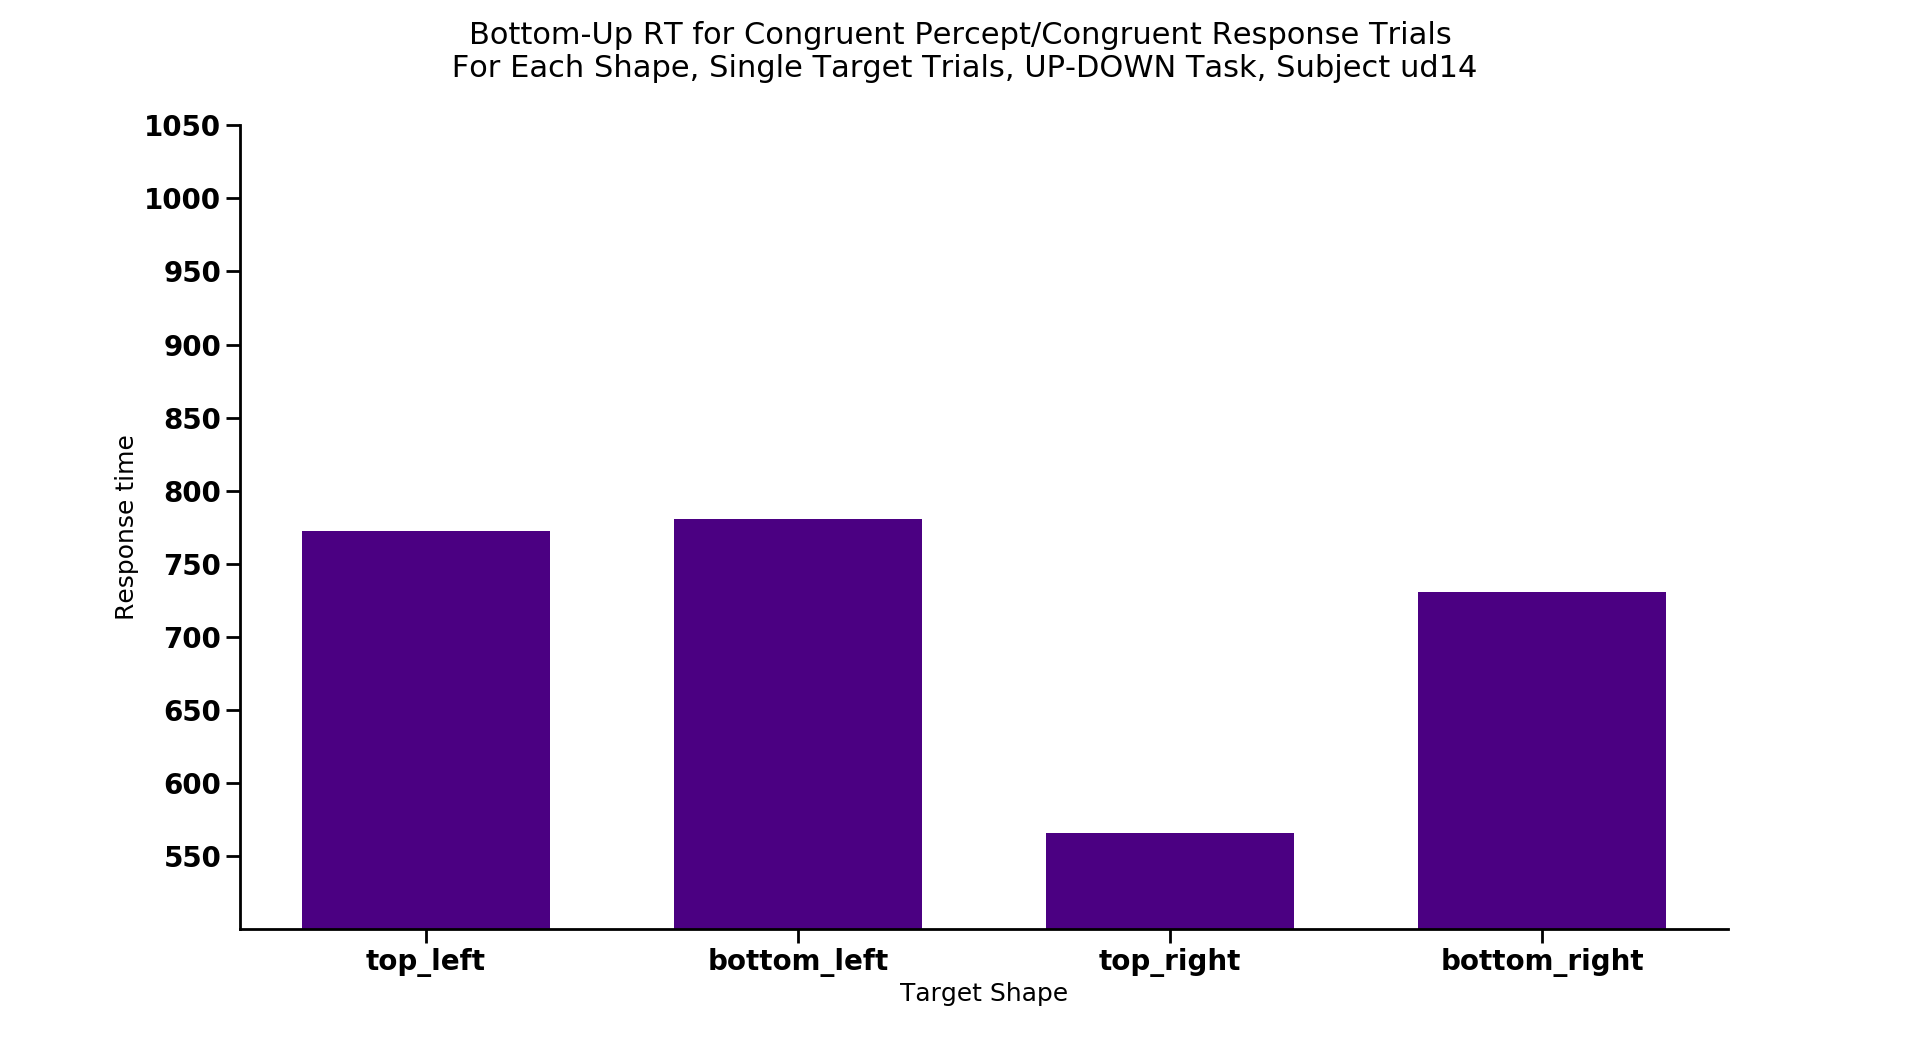 Bottom-Up RT for Congruent Percept/Congruent Response Trials
For Each Shape, Single Target Trials, UP-DOWN Task, Subject ud14
1050
1000
950
900
850
800
750
700
650
600
550
Response time
top_left
bottom_left
top_right
bottom_right
Target Shape